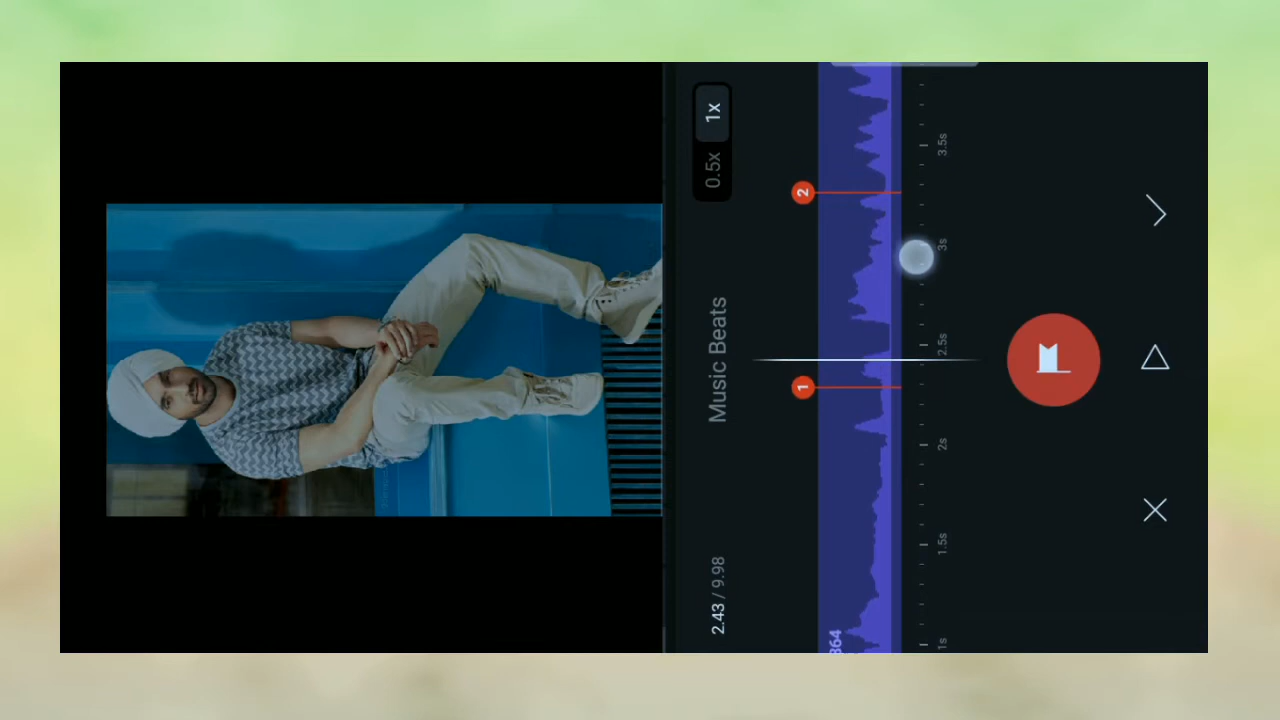 2.43 / 9.98
Music Beats
0.5x
1x
864
1
2
1s
1.5s
2s
2.5s
3s
3.5s